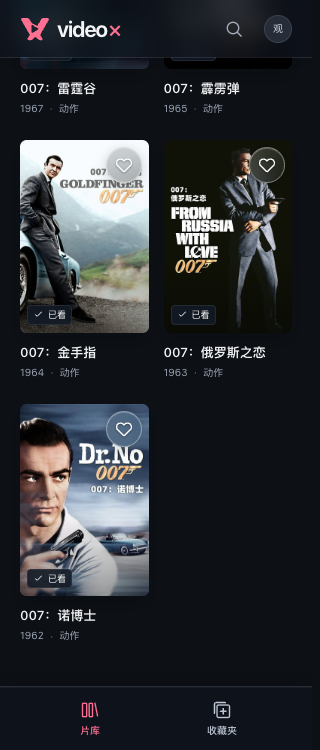 videox
观
007：雷霆谷
1967 · 动作
007：霹雳弹
1965 · 动作
007
GOLDFINGER
007
已看
007：金手指
1964 · 动作
007：
俄罗斯之恋
FROM
RUSSIA
WITH
LOVE
007
已看
007：俄罗斯之恋
1963 · 动作
Dr.No
007
007：诺博士
已看
007：诺博士
1962 · 动作
片库
收藏夹